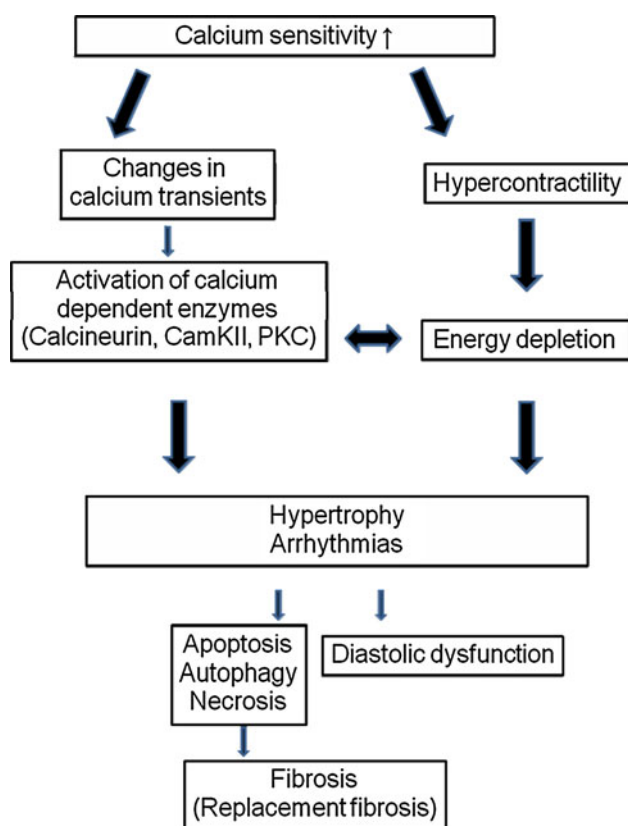 Calcium sensitivity ↑
Changes in
calcium transients
Hypercontractility
Activation of calcium
dependent enzymes
(Calcineurin, CamKII, PKC)
Energy depletion
Hypertrophy
Arrhythmias
Apoptosis
Autophagy
Necrosis
Diastolic dysfunction
Fibrosis
(Replacement fibrosis)